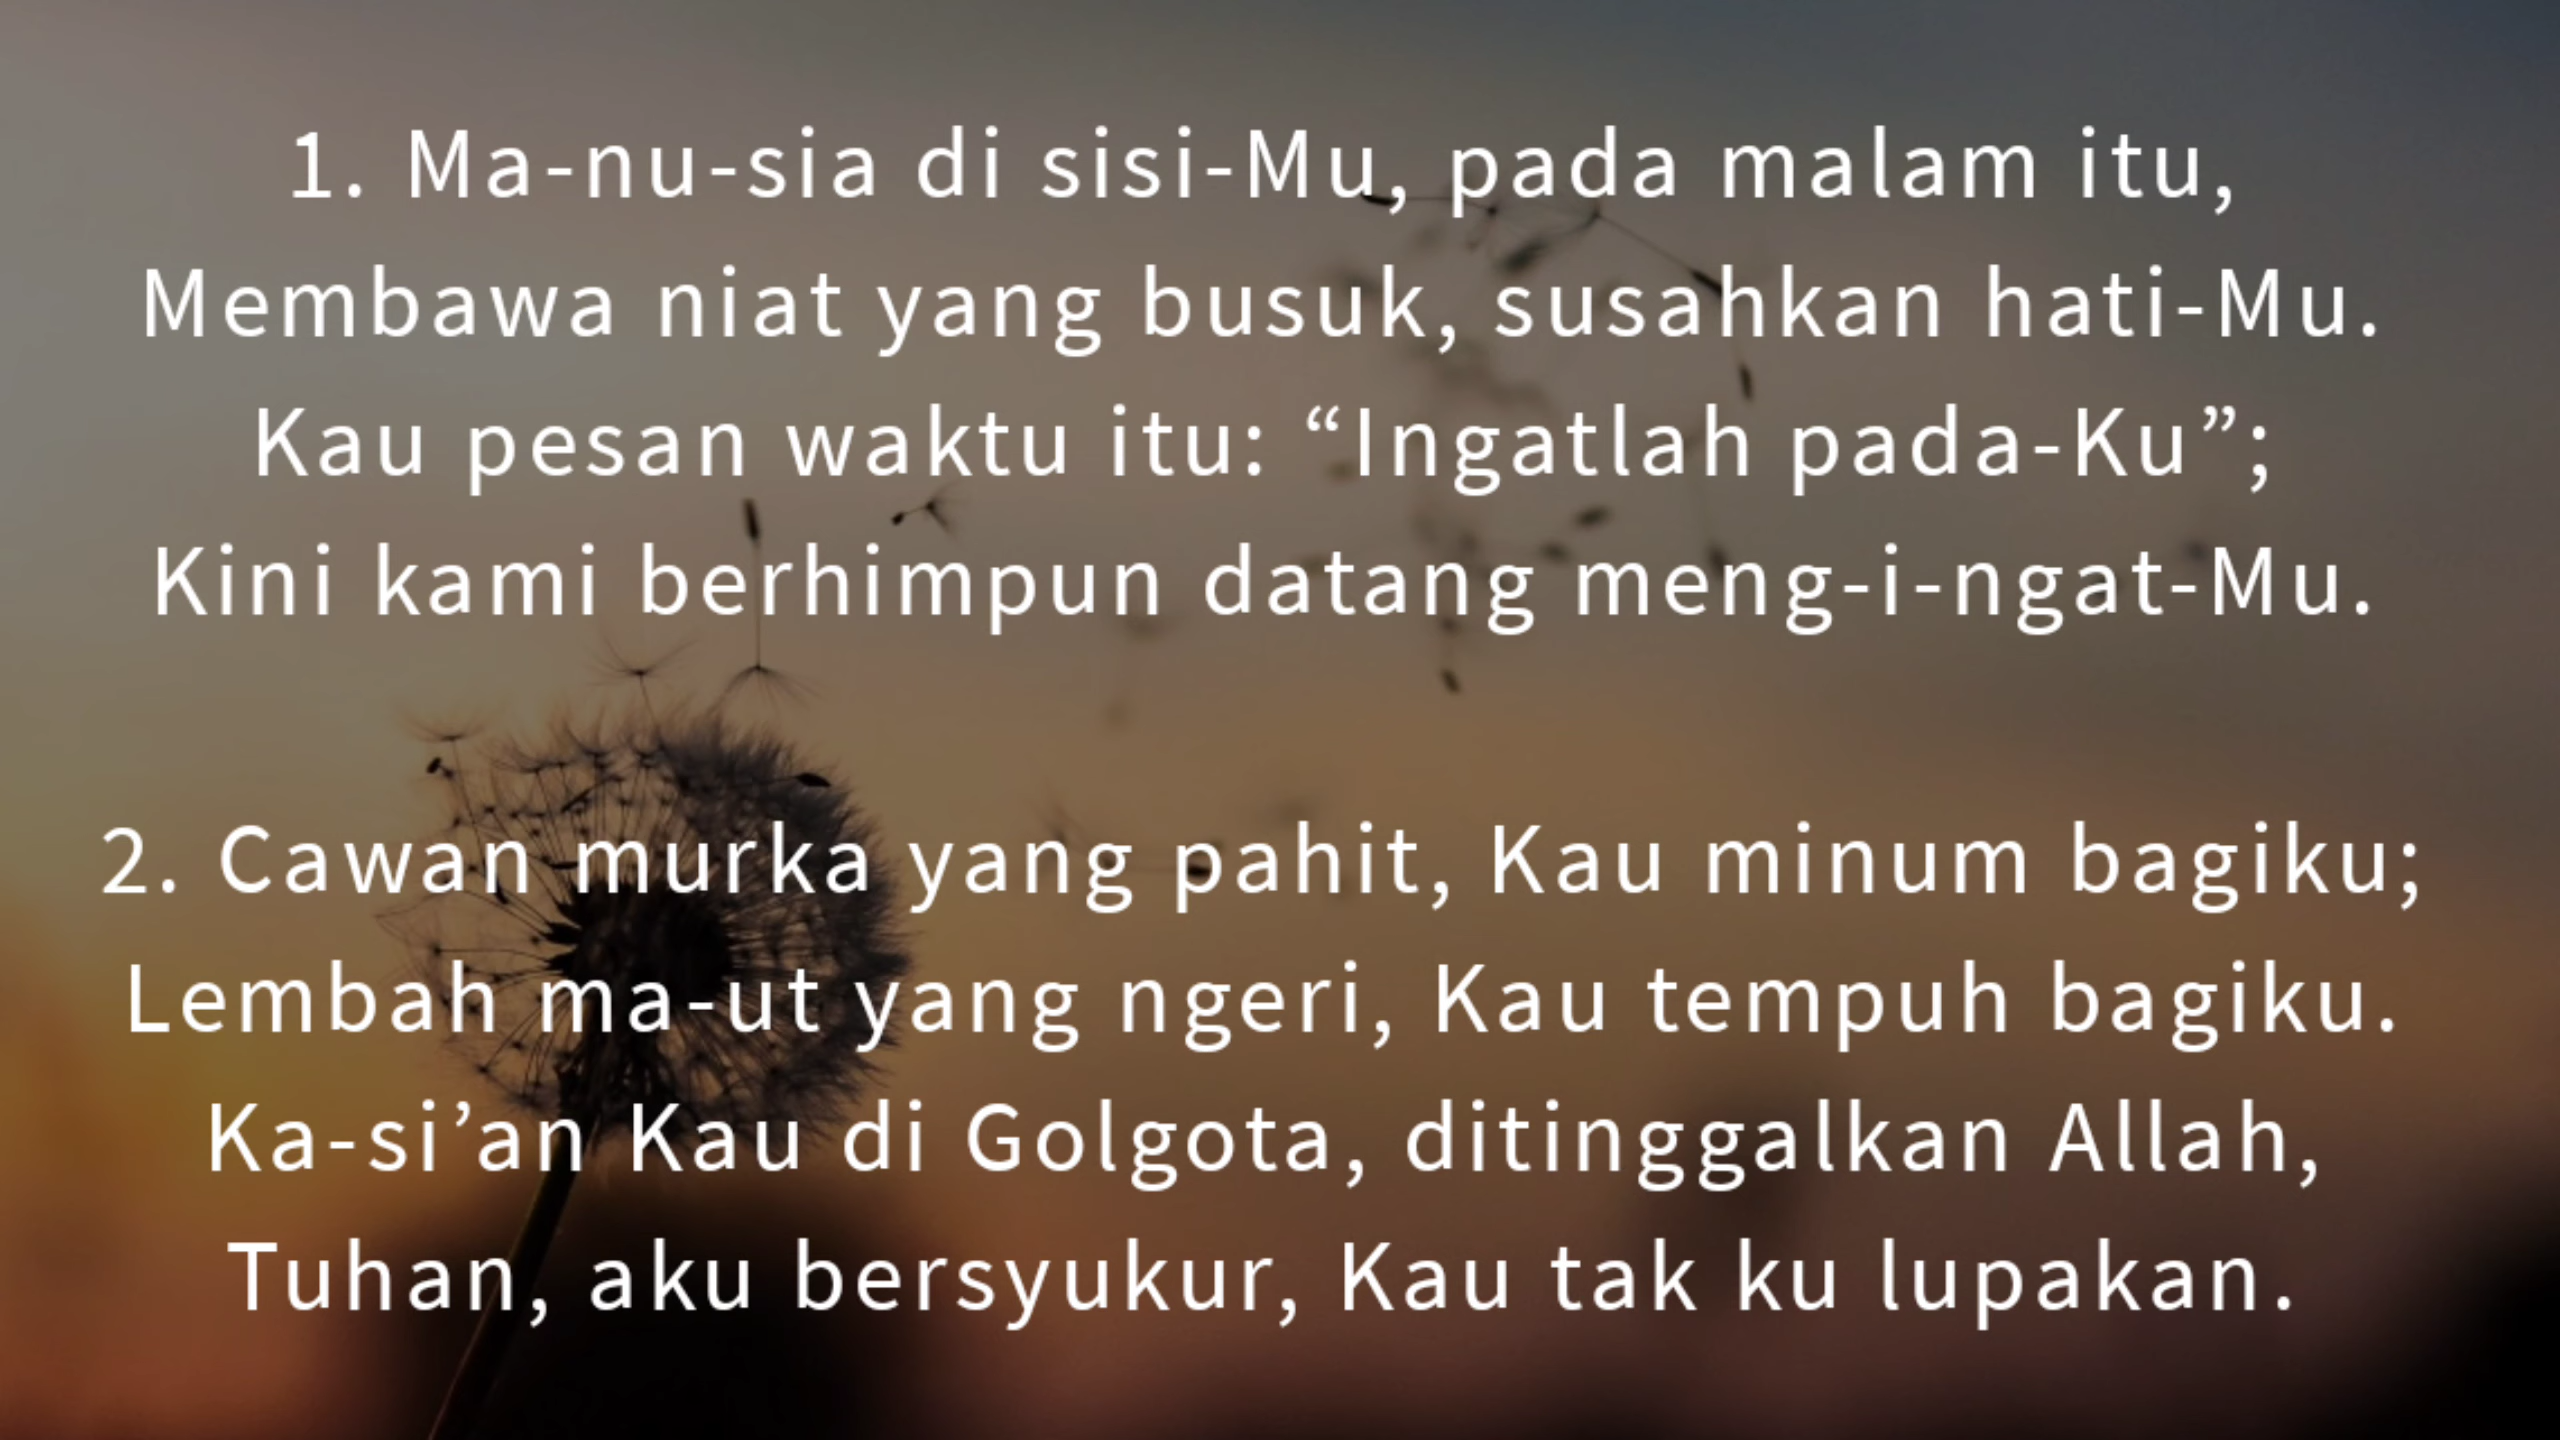 1. Ma-nu-sia di sisi-Mu, pada malam itu,
Membawa niat yang busuk, susahkan hati-Mu.
Kau pesan waktu itu: “Ingatlah pada-Ku”;
Kini kami berhimpun datang meng-i-ngat-Mu.
2. Cawan murka yang pahit, Kau minum bagiku;
Lembah ma-ut yang ngeri, Kau tempuh bagiku.
Ka-si’an Kau di Golgota, ditinggalkan Allah,
Tuhan, aku bersyukur, Kau tak ku lupakan.